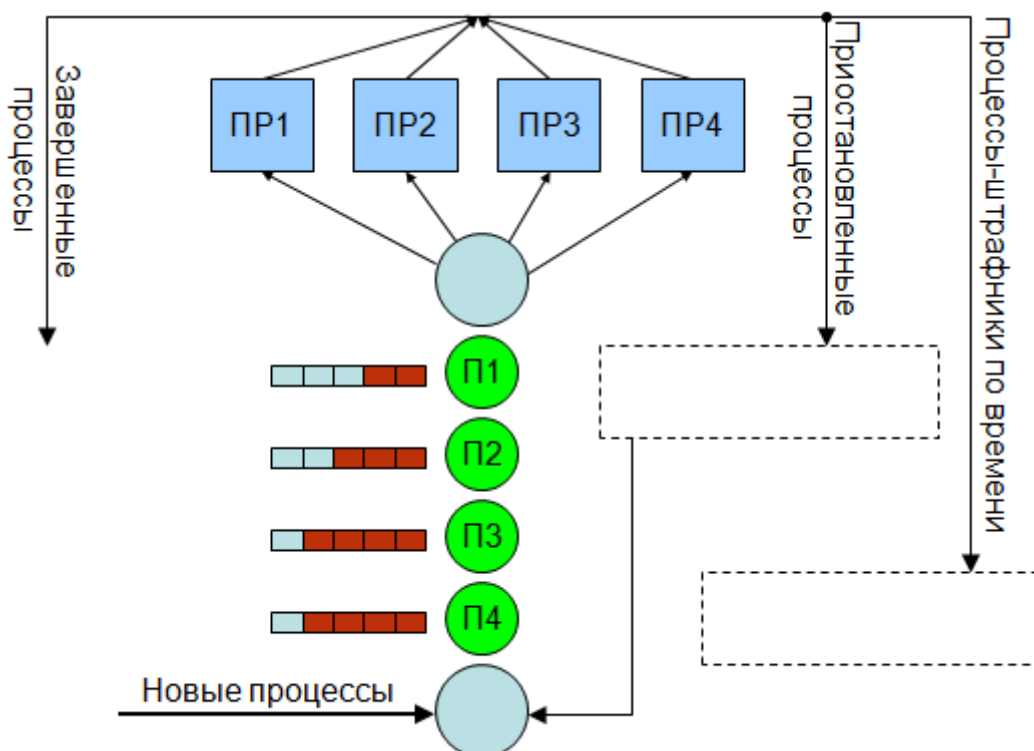 Завершенные
процессы
ПР1
ПР2
ПР3
ПР4
Приостановленные
процессы
Процессы-штрафники по времени
П1
П2
П3
П4
Новые процессы